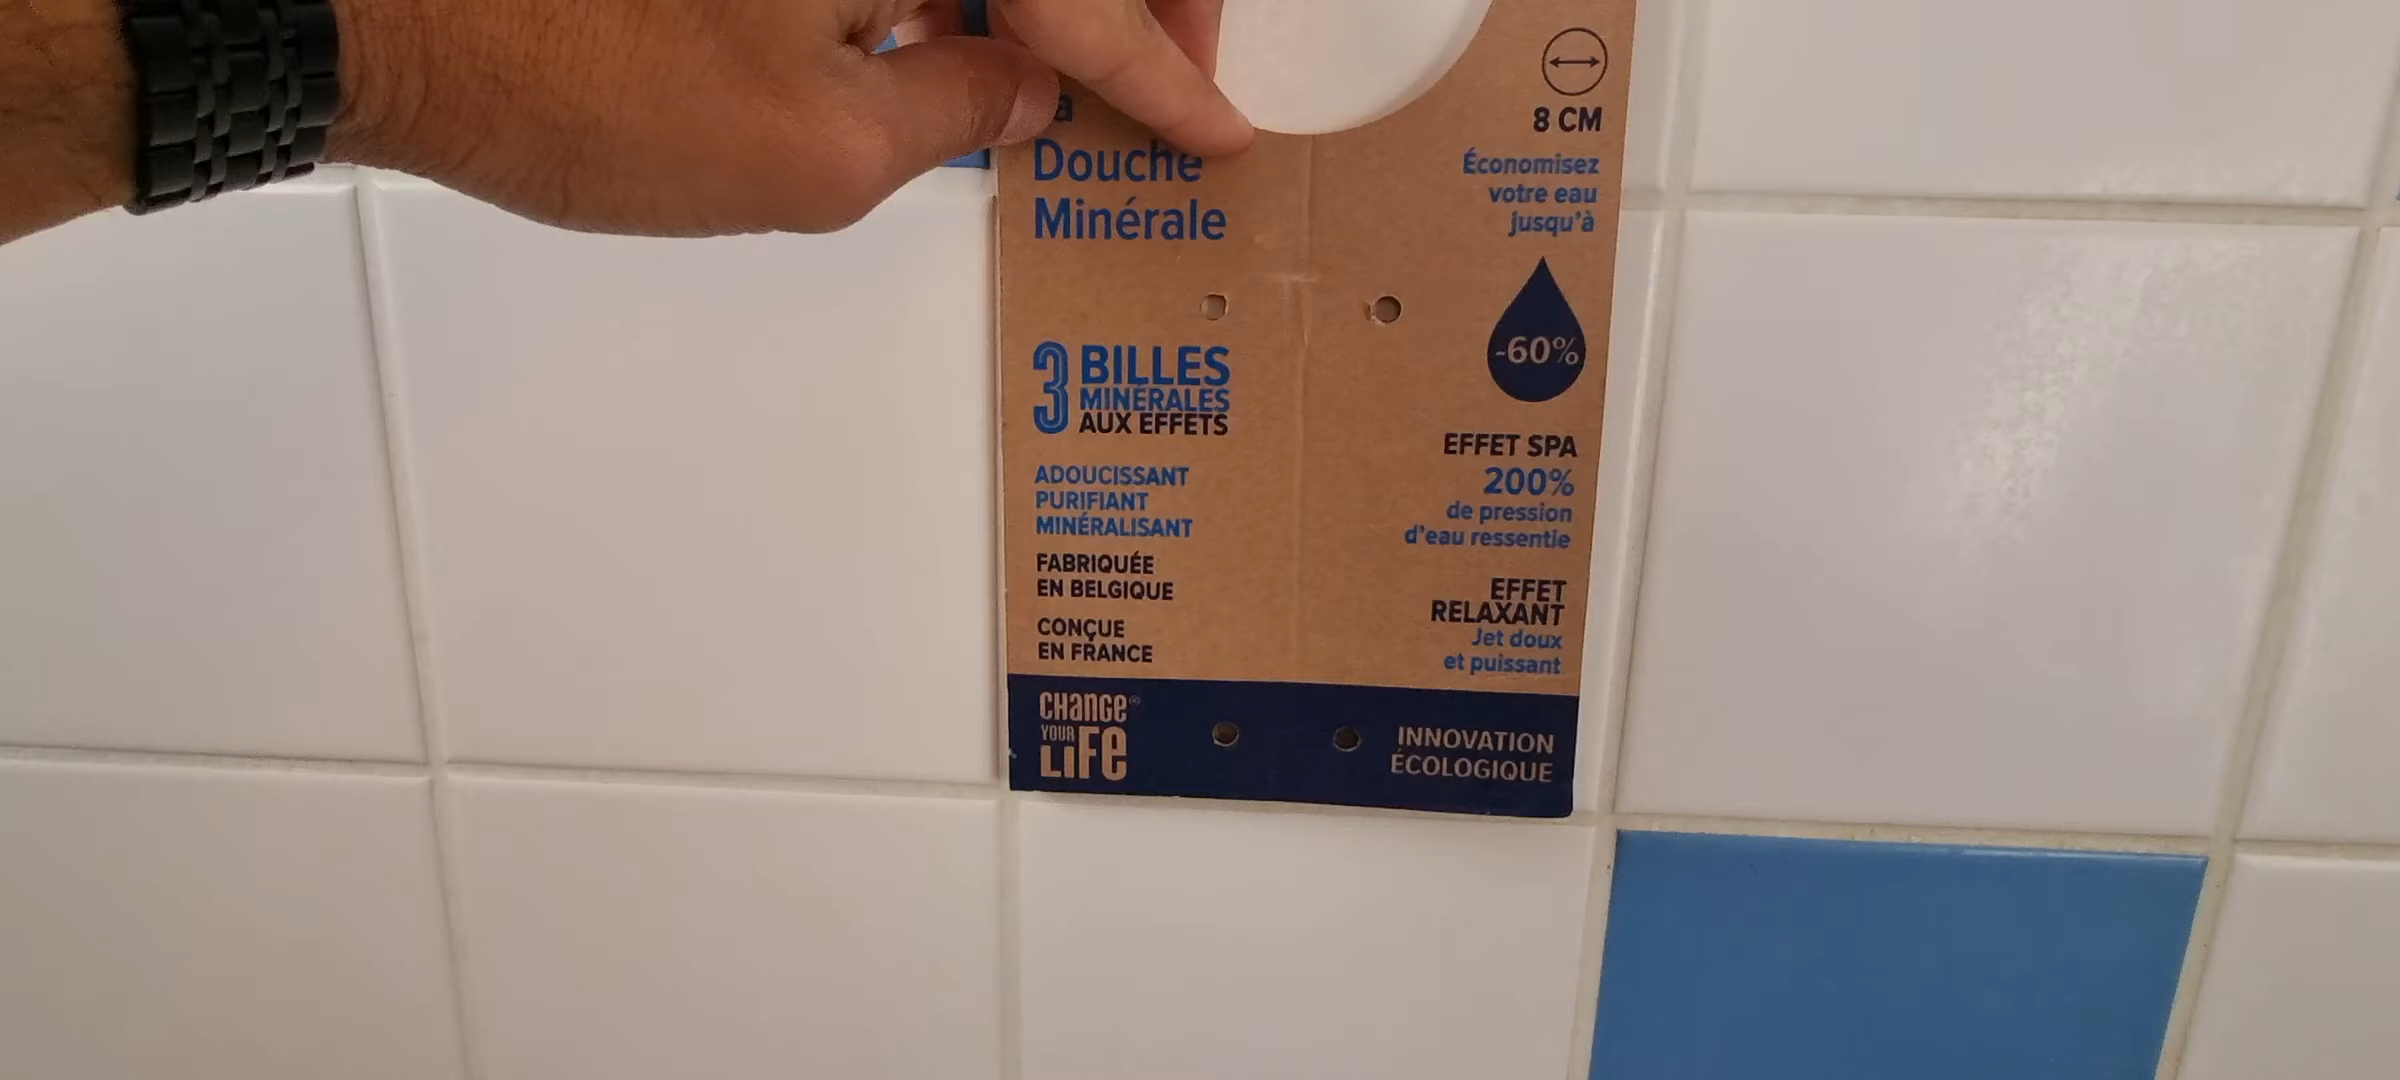 Douche
Minérale
3 BILLES
MINÉRALES
AUX EFFETS
ADOUCISSANT
PURIFIANT
MINÉRALISANT
FABRIQUÉE
EN BELGIQUE
CONÇUE
EN FRANCE
8 CM
Économisez
votre eau
jusqu'à
-60%
EFFET SPA
200%
de pression
d'eau ressentie
EFFET
RELAXANT
Jet doux
et puissant
CHANGE®
YOUR
LIFE
INNOVATION
ÉCOLOGIQUE